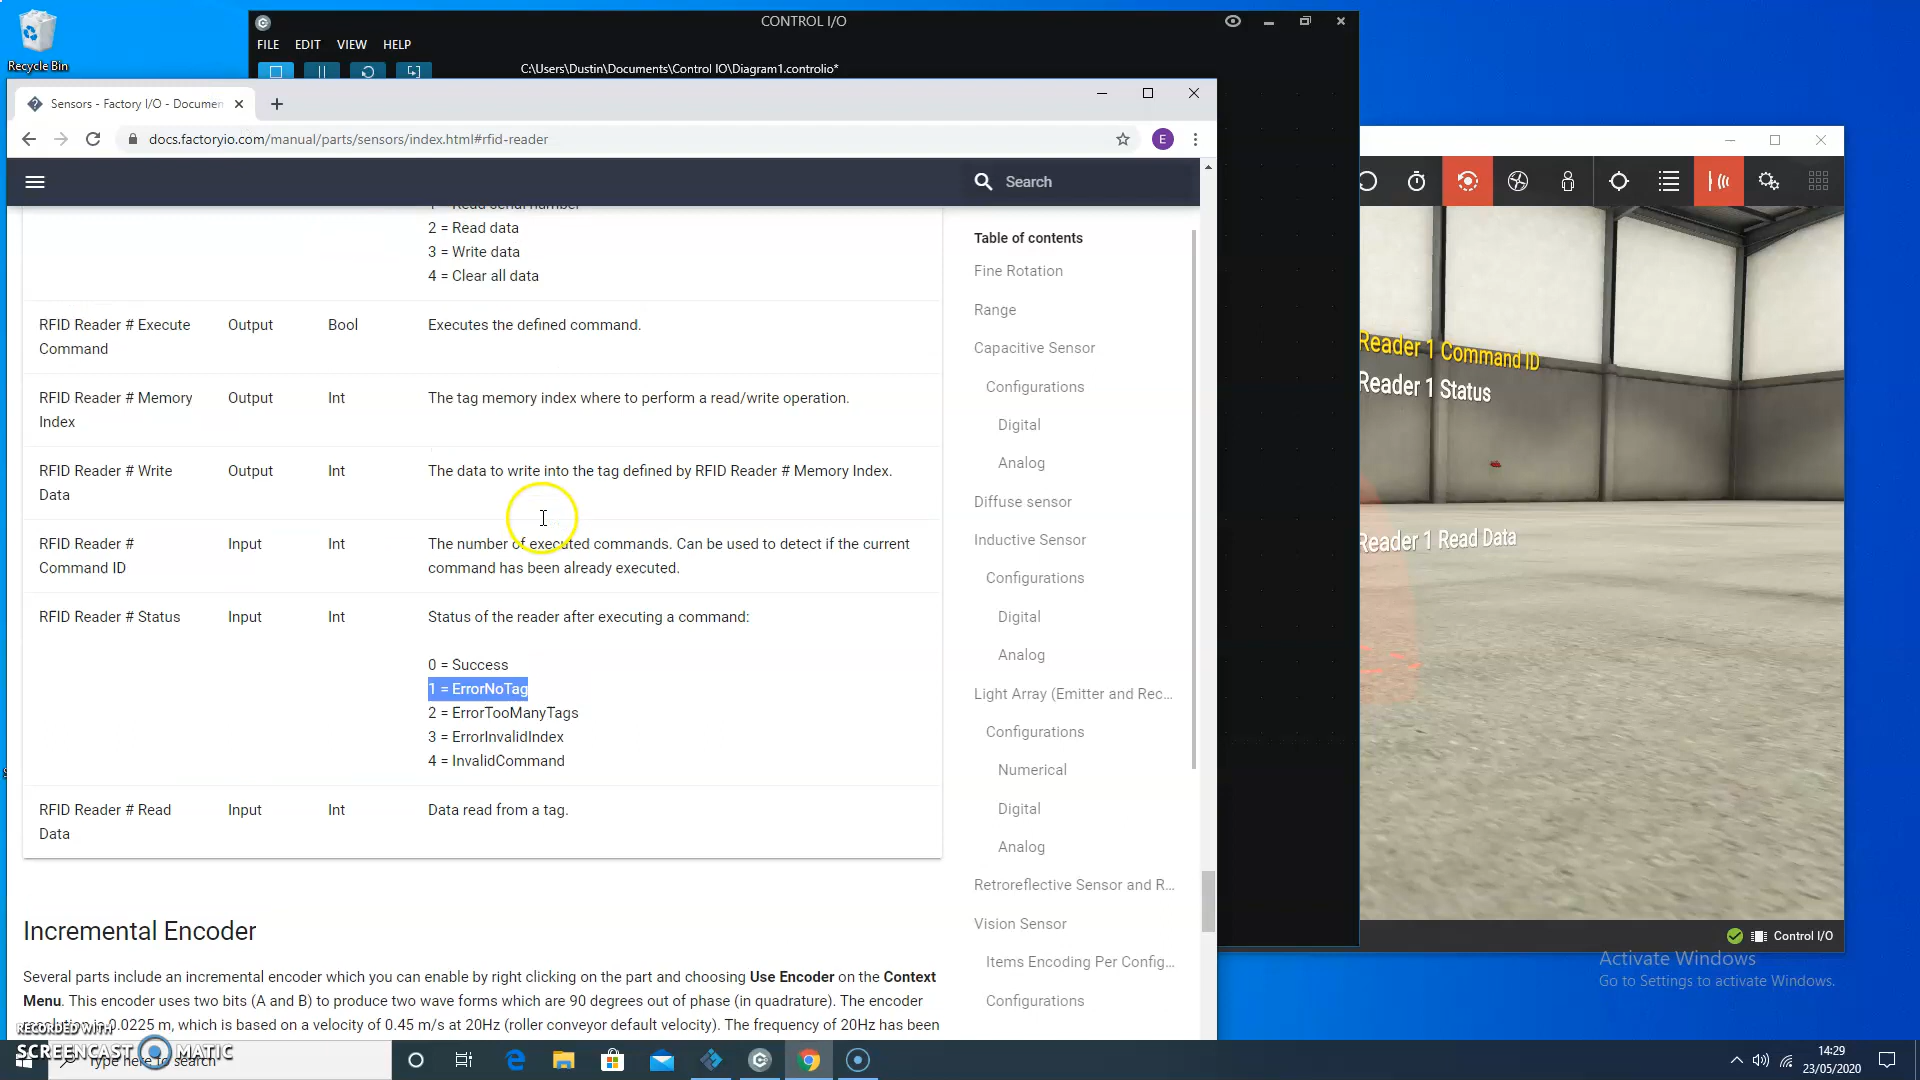 Recycle Bin
CONTROL I/O
FILE EDIT VIEW HELP
C:\Users\Dustin\Documents\Control IO\Diagram1.controlio*
Sensors - Factory I/O - Documen
docs.factoryio.com/manual/parts/sensors/index.html#rfid-reader
E
Search
1 = Read serial number
2 = Read data
3 = Write data
4 = Clear all data
RFID Reader # Execute Command Output Bool Executes the defined command.
RFID Reader # Memory Index Output Int The tag memory index where to perform a read/write operation.
RFID Reader # Write Data Output Int The data to write into the tag defined by RFID Reader # Memory Index.
RFID Reader # Command ID Input Int The number of executed commands. Can be used to detect if the current
command has been already executed.
RFID Reader # Status Input Int Status of the reader after executing a command:
0 = Success
1 = ErrorNoTag
2 = ErrorTooManyTags
3 = ErrorInvalidIndex
4 = InvalidCommand
RFID Reader # Read Data Input Int Data read from a tag.
Incremental Encoder
Several parts include an incremental encoder which you can enable by right clicking on the part and choosing Use Encoder on the Context
Menu. This encoder uses two bits (A and B) to produce two wave forms which are 90 degrees out of phase (in quadrature). The encoder
0.0225 m, which is based on a velocity of 0.45 m/s at 20Hz (roller conveyor default velocity). The frequency of 20Hz has been
Table of contents
Fine Rotation
Range
Capacitive Sensor
Configurations
Digital
Analog
Diffuse sensor
Inductive Sensor
Configurations
Digital
Analog
Light Array (Emitter and Rec...
Configurations
Numerical
Digital
Analog
Retroreflective Sensor and R...
Vision Sensor
Items Encoding Per Config...
Configurations
Reader 1 Command ID
Reader 1 Status
Reader 1 Read Data
Control I/O
Activate Windows
Go to Settings to activate Windows.
RECORDED WITH
SCREENCAST MATIC
Type here to search
14:29
23/05/2020